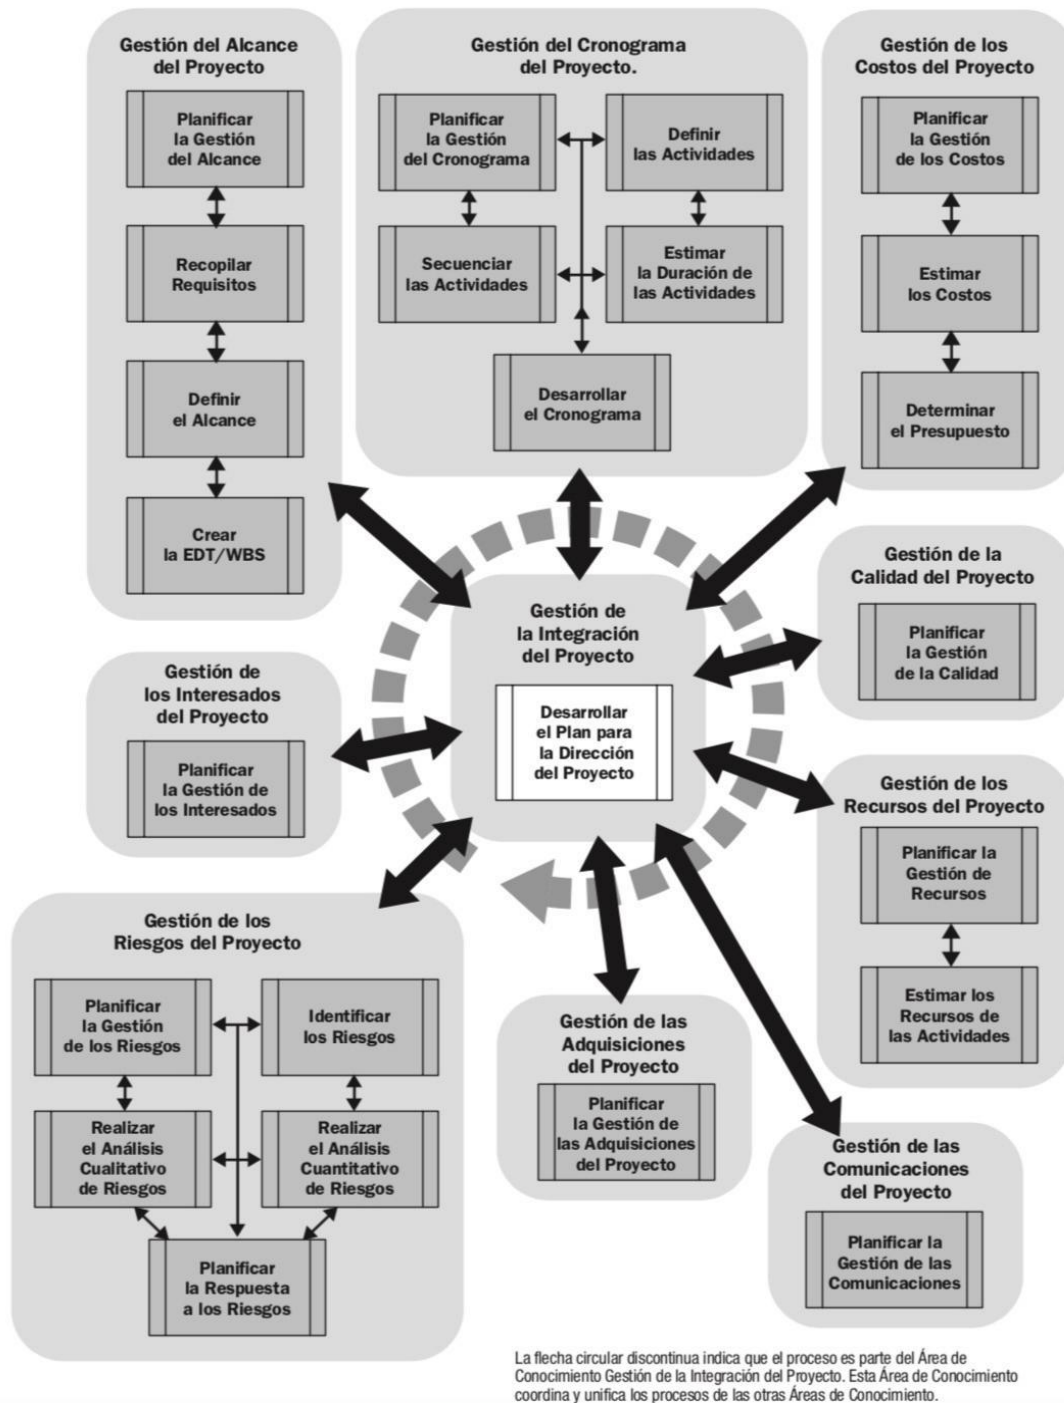 Gestión del Alcance
del Proyecto
Planificar
la Gestión
del Alcance
Recopilar
Requisitos
Definir
el Alcance
Crear
la EDT/WBS
Gestión del Cronograma
del Proyecto.
Planificar
la Gestión
del Cronograma
Definir
las Actividades
Secuenciar
las Actividades
Estimar
la Duración de
las Actividades
Desarrollar
el Cronograma
Gestión de los
Costos del Proyecto
Planificar
la Gestión
de los Costos
Estimar
los Costos
Determinar
el Presupuesto
Gestión de la
Calidad del Proyecto
Planificar
la Gestión
de la Calidad
Gestión de
la Integración
del Proyecto
Desarrollar
el Plan para
la Dirección
del Proyecto
Gestión de
los Interesados
del Proyecto
Planificar
la Gestión de
los Interesados
Gestión de los
Recursos del Proyecto
Planificar la
Gestión de
Recursos
Estimar los
Recursos de
las Actividades
Gestión de los
Riesgos del Proyecto
Planificar
la Gestión
de los Riesgos
Identificar
los Riesgos
Realizar
el Análisis
Cualitativo
de Riesgos
Realizar
el Análisis
Cuantitativo
de Riesgos
Planificar
la Respuesta
a los Riesgos
Gestión de las
Adquisiciones
del Proyecto
Planificar
la Gestión de
las Adquisiciones
del Proyecto
Gestión de las
Comunicaciones
del Proyecto
Planificar la
Gestión de las
Comunicaciones
La flecha circular discontinua indica que el proceso es parte del Área de
Conocimiento Gestión de la Integración del Proyecto. Esta Área de Conocimiento
coordina y unifica los procesos de las otras Áreas de Conocimiento.